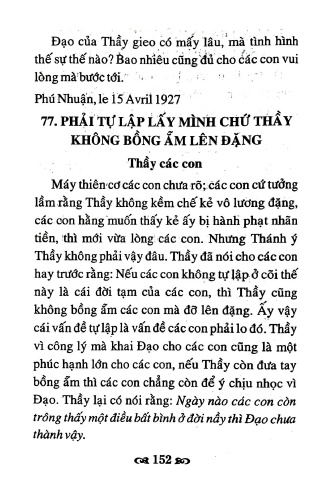 Đạo của Thầy gieo có mấy lâu, mà tình hình
thế sự thế nào? Bao nhiêu cũng đủ cho các con vui
lòng mà bước tới.
Phú Nhuận, le 15 Avril 1927
77. PHẢI TỰ LẬP LẤY MÌNH CHỨ THẦY
KHÔNG BỒNG ẴM LÊN ĐẶNG
Thầy các con
Máy thiên cơ các con chưa rõ; các con cứ tưởng
lầm rằng Thầy không kềm chế kẻ vô lương đặng,
các con hằng muốn thấy kẻ ấy bị hành phạt nhãn
tiền, thì mới vừa lòng các con. Nhưng Thánh ý
Thầy không phải vậy đâu. Thầy đã nói cho các con
hay trước rằng: Nếu các con không tự lập ở cõi thế
này là cái đời tạm của các con, thì Thầy cũng
không bồng ẵm các con mà đỡ lên đặng. Ấy vậy
cái vấn đề tự lập là vấn đề các con phải lo đó. Thầy
vì công lý mà khai Đạo cho các con cũng là một
phúc hạnh lớn cho các con, nếu Thầy còn đưa tay
bồng ẵm thì các con chẳng còn để ý chịu nhọc vì
Đạo. Thầy lại có nói rằng: Ngày nào các con còn
trông thấy một điều bất bình ở đời nầy thì Đạo chưa
thành vậy.
152